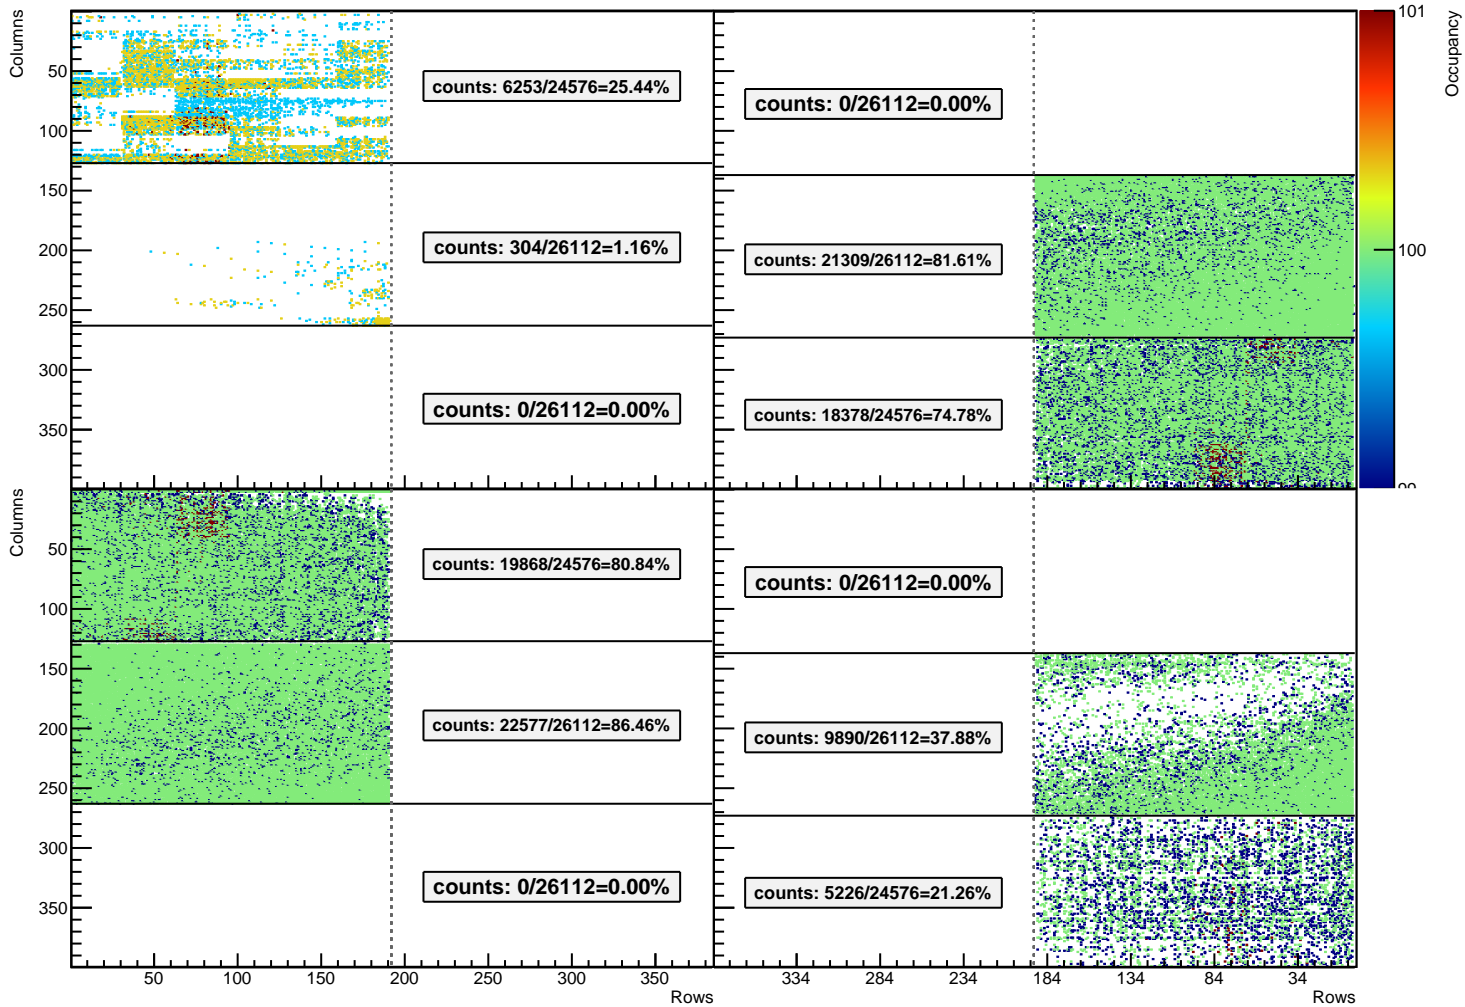 Columns
50
100
150
200
250
300
350
counts: 6253/24576=25.44%
counts: 304/26112=1.16%
counts: 0/26112=0.00%
counts: 0/26112=0.00%
counts: 21309/26112=81.61%
counts: 18378/24576=74.78%
101
100
Occupancy
Columns
50
100
150
200
250
300
350
counts: 19868/24576=80.84%
counts: 22577/26112=86.46%
counts: 0/26112=0.00%
counts: 0/26112=0.00%
counts: 9890/26112=37.88%
counts: 5226/24576=21.26%
50 100 150 200 250 300 350
Rows
334 284 234 184 134 84 34
Rows